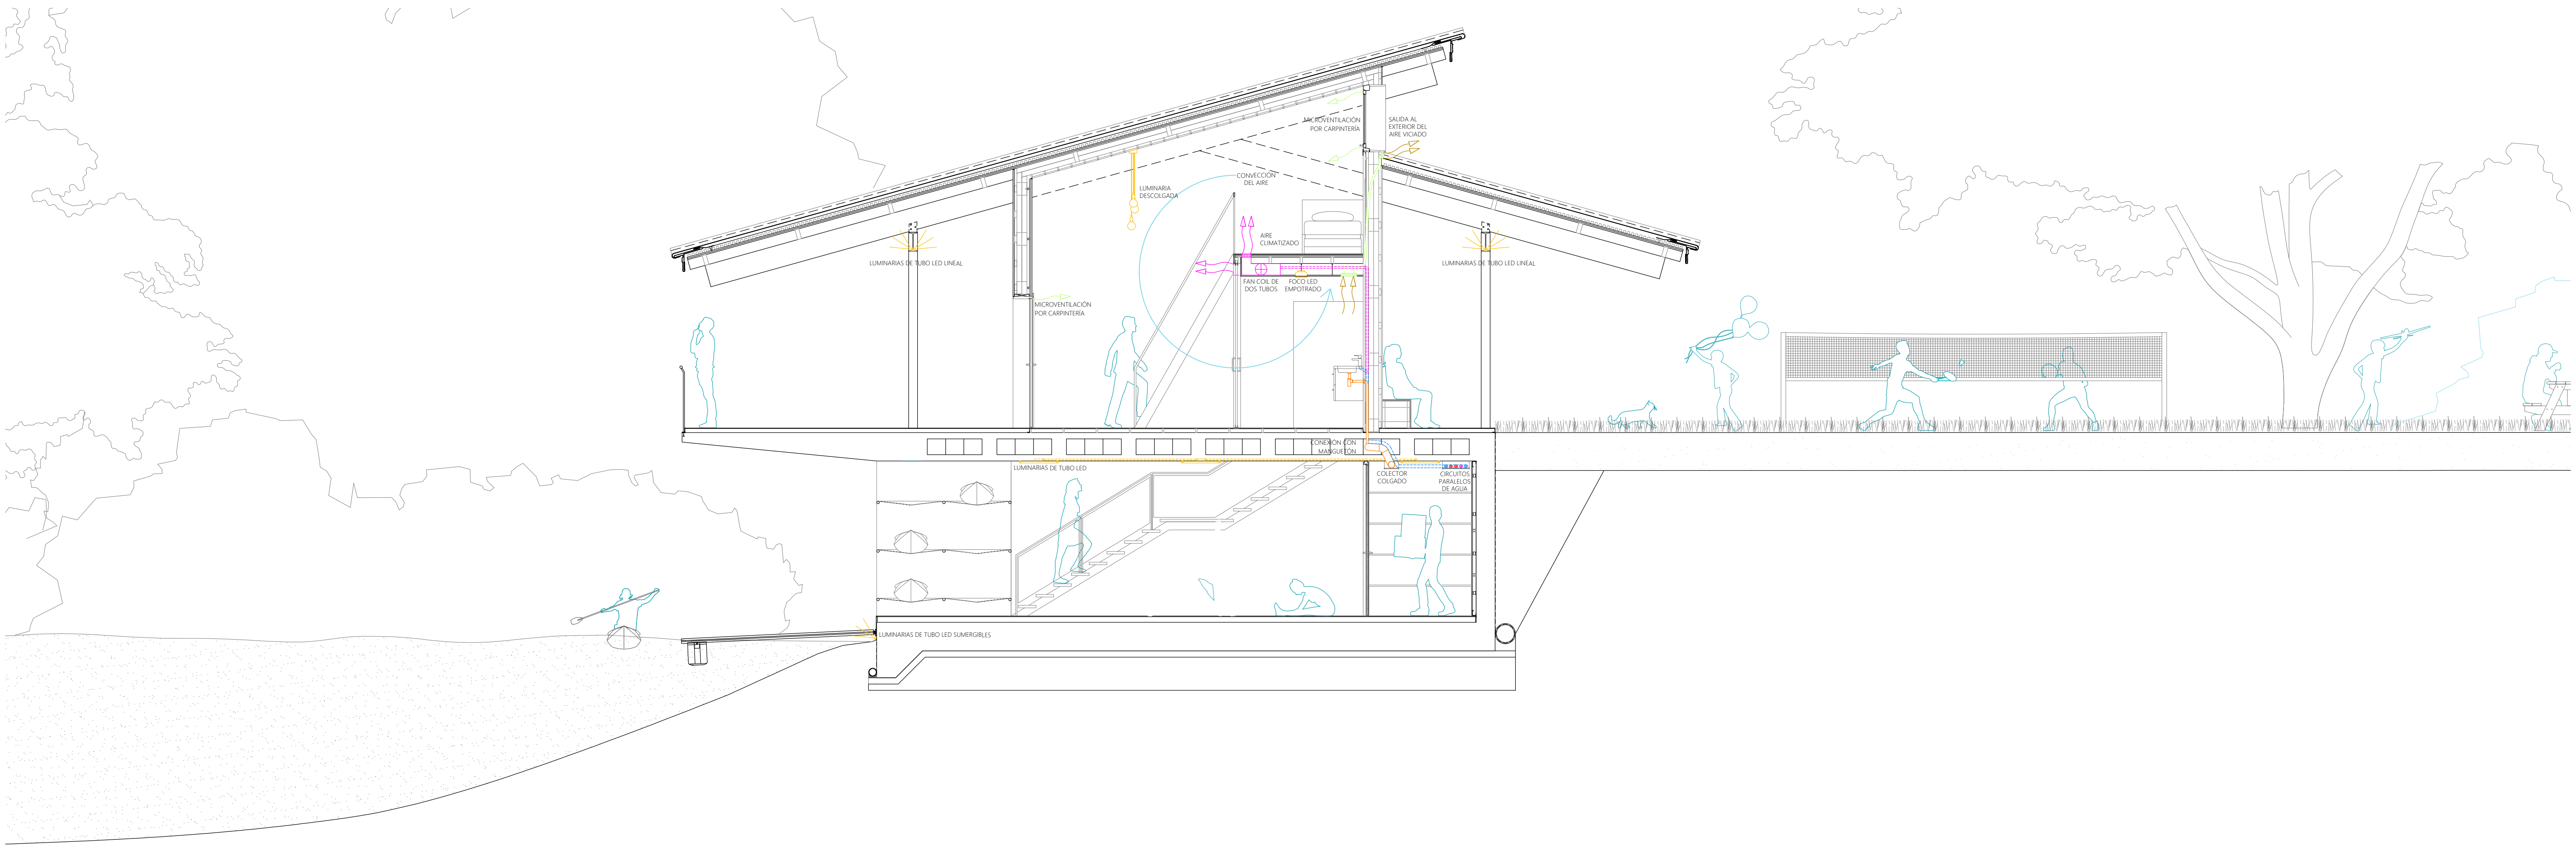 MICROVENTILACIÓN
POR CARPINTERÍA
SALIDA AL
EXTERIOR DEL
AIRE VICIADO
CONVECCIÓN
DEL AIRE
LUMINARIA
DESCOLGADA
AIRE
CLIMATIZADO
LUMINARIAS DE TUBO LED LINEAL
LUMINARIAS DE TUBO LED LINEAL
FAN COIL DE
DOS TUBOS
FOCO LED
EMPOTRADO
MICROVENTILACIÓN
POR CARPINTERÍA
CONEXIÓN CON
MANGUETÓN
LUMINARIAS DE TUBO LED
COLECTOR
COLGADO
CIRCUITOS
PARALELOS
DE AGUA
LUMINARIAS DE TUBO LED SUMERGIBLES